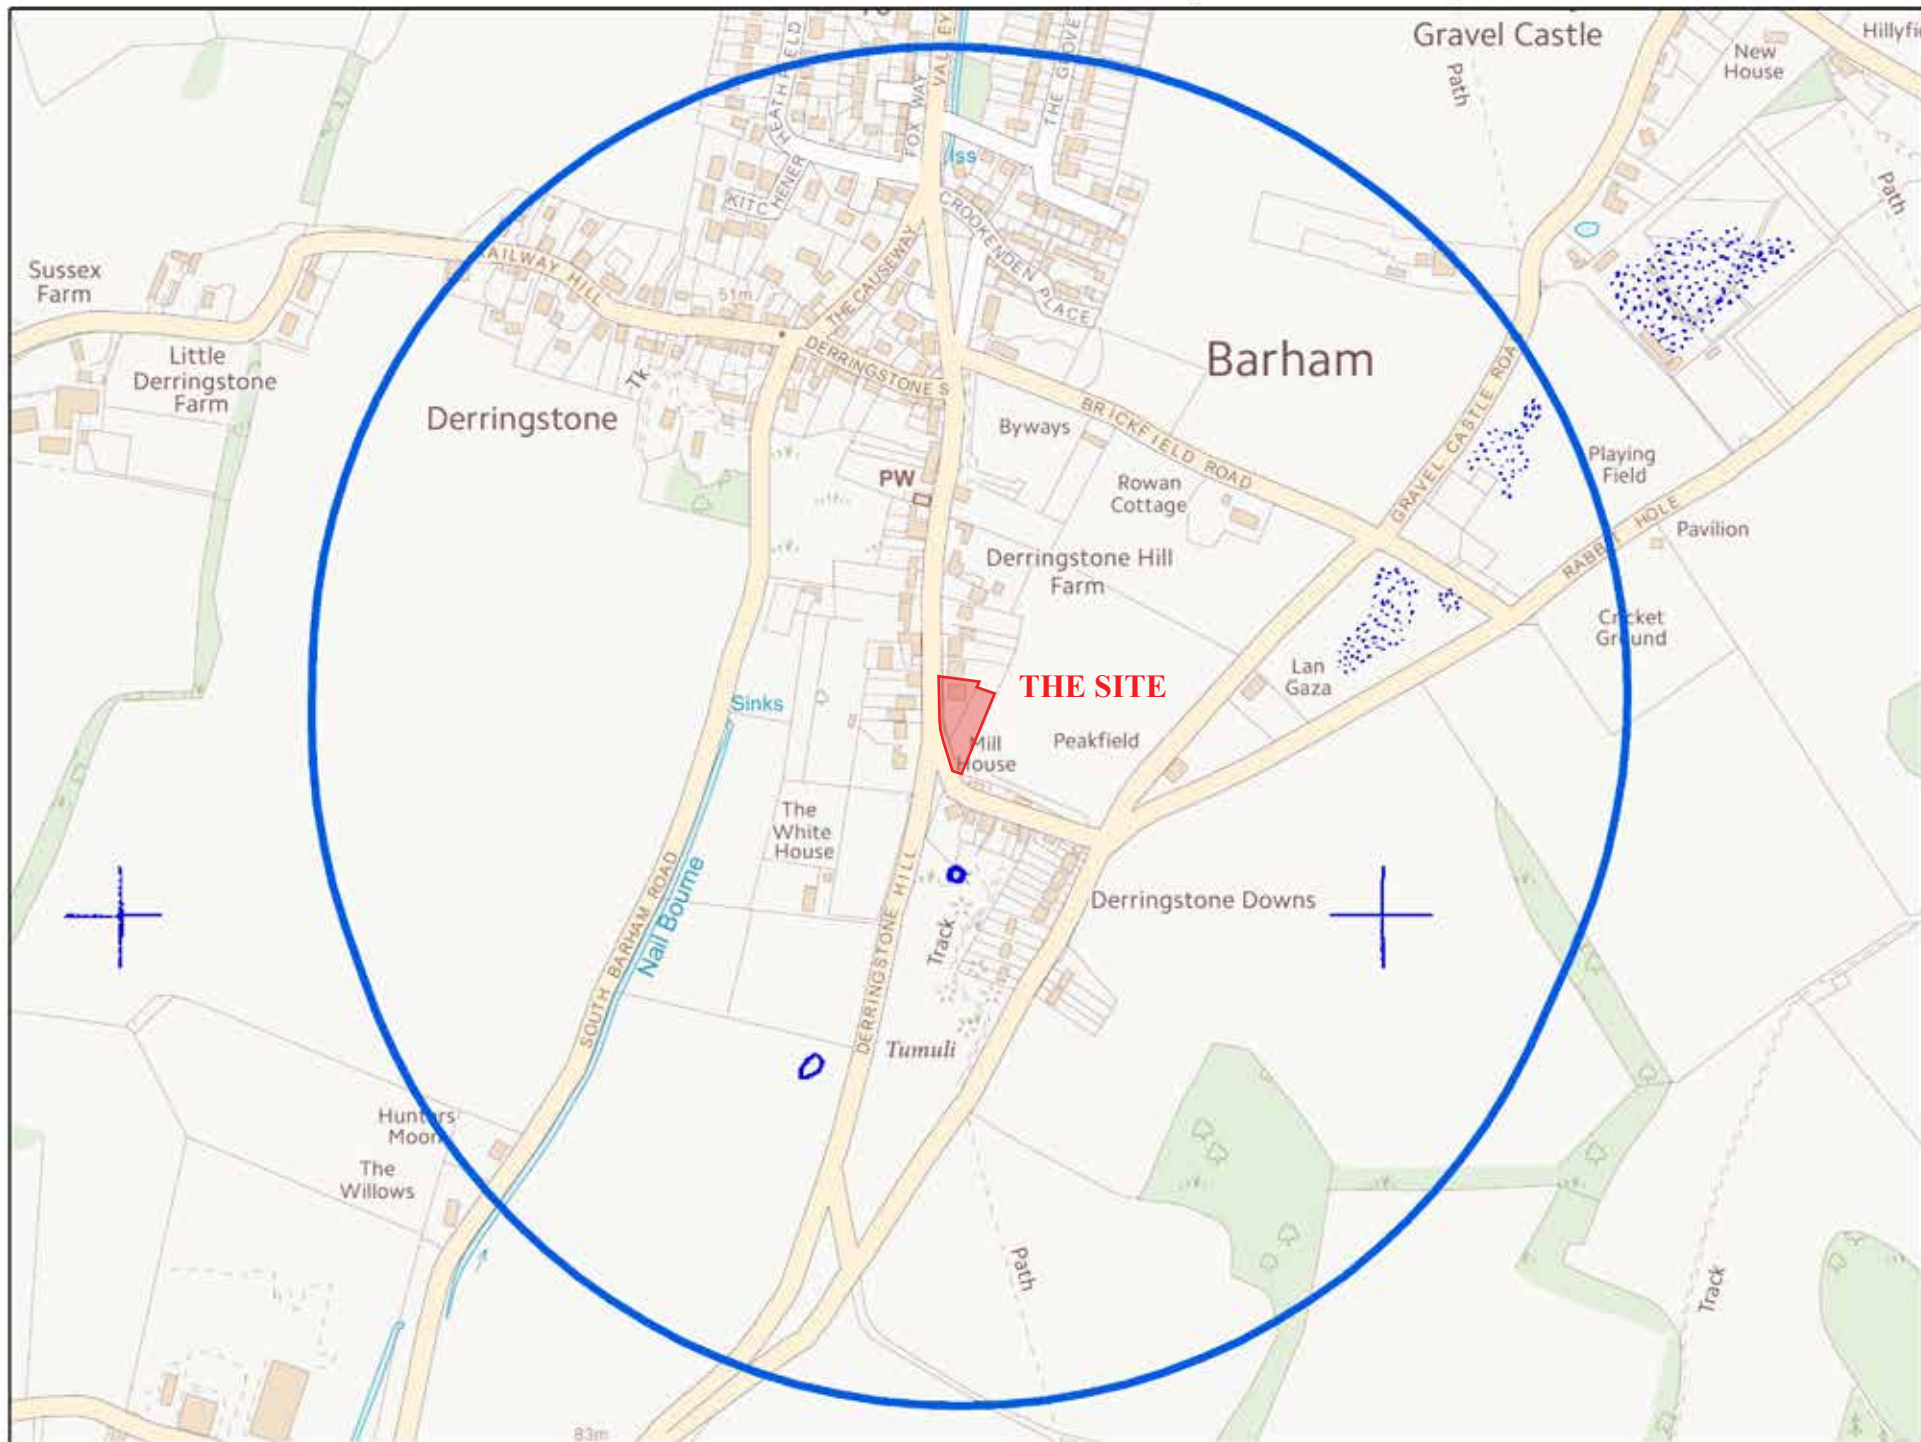 Gravel Castle
Hillyfie
New
House
Path
Path
HEATHFIELD
FOX WAY
VALLEY
THE GROVE
Iss
KITCHENER
CROOKENDEN PLACE
THE CAUSEWAY
RAILWAY HILL
51m
Sussex
Farm
Little
Derringstone
Farm
Derringstone
Tk
DERRINGSTONE S
Barham
BRICKFIELD ROAD
GRAVEL CASTLE ROA
Byways
PW
Rowan
Cottage
Playing
Field
RABBIT HOLE
Pavilion
Derringstone Hill
Farm
Cricket
Ground
Lan
Gaza
THE SITE
Sinks
Mill
House
Peakfield
The
White
House
SOUTH BARHAM ROAD
Nail Bourne
DERRINGSTONE HILL
Track
Derringstone Downs
Tumuli
Hunters
Moon
The
Willows
Path
Track
83m